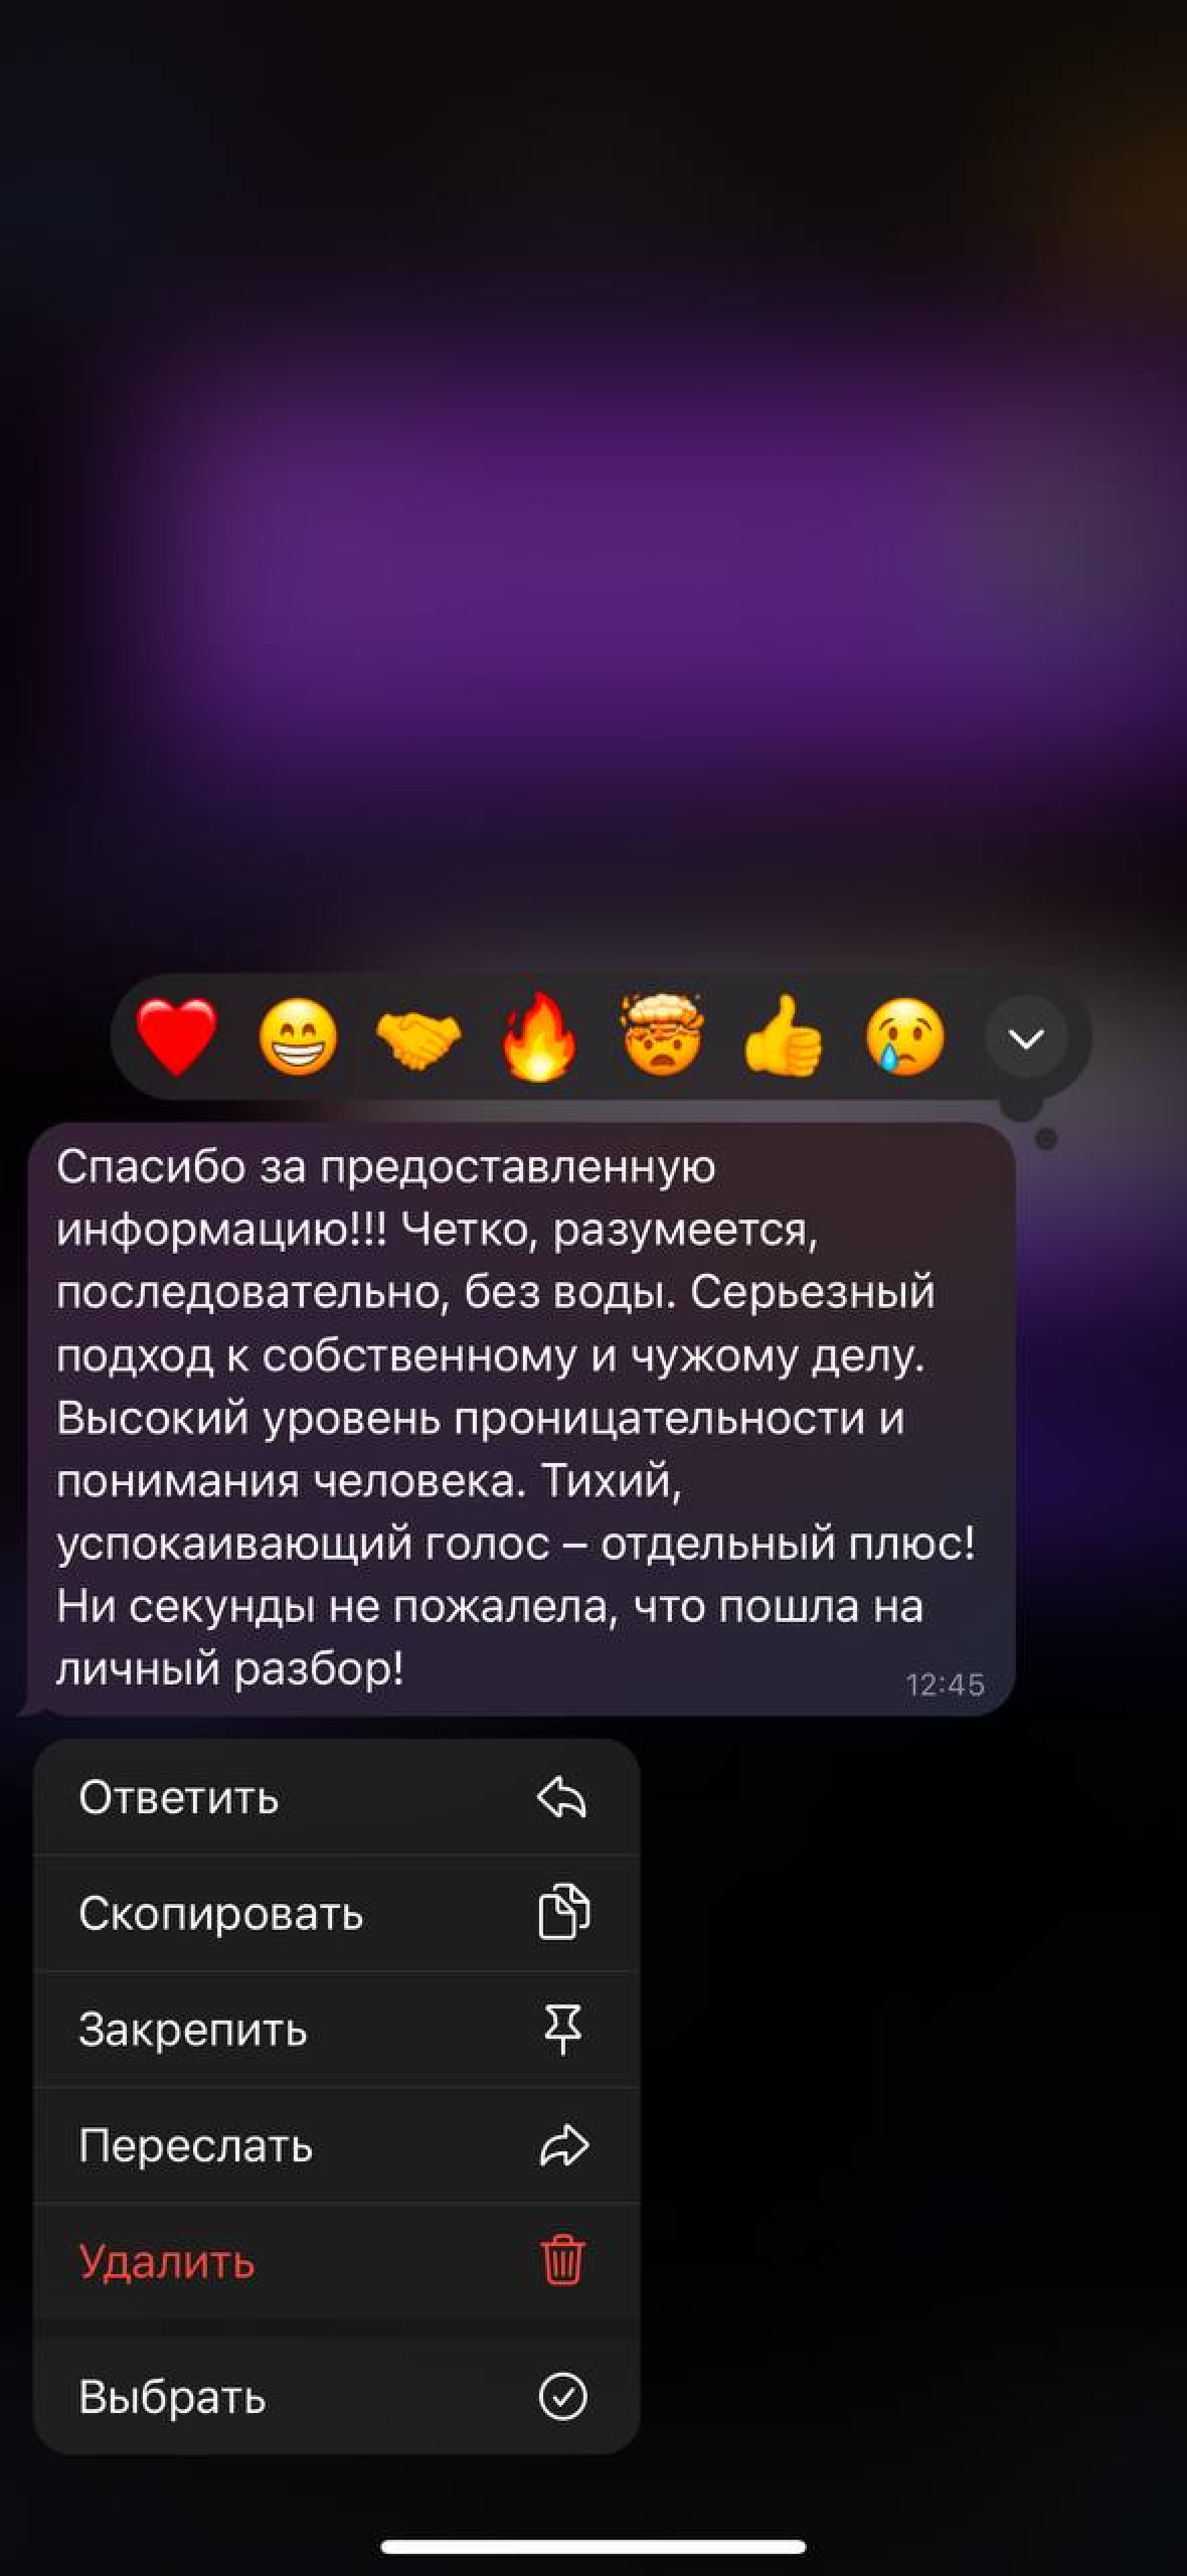 Спасибо за предоставленную
информацию!!! Четко, разумеется,
последовательно, без воды. Серьезный
подход к собственному и чужому делу.
Высокий уровень проницательности и
понимания человека. Тихий,
успокаивающий голос – отдельный плюс!
Ни секунды не пожалела, что пошла на
личный разбор!
12:45
Ответить
Скопировать
Закрепить
Переслать
Удалить
Выбрать